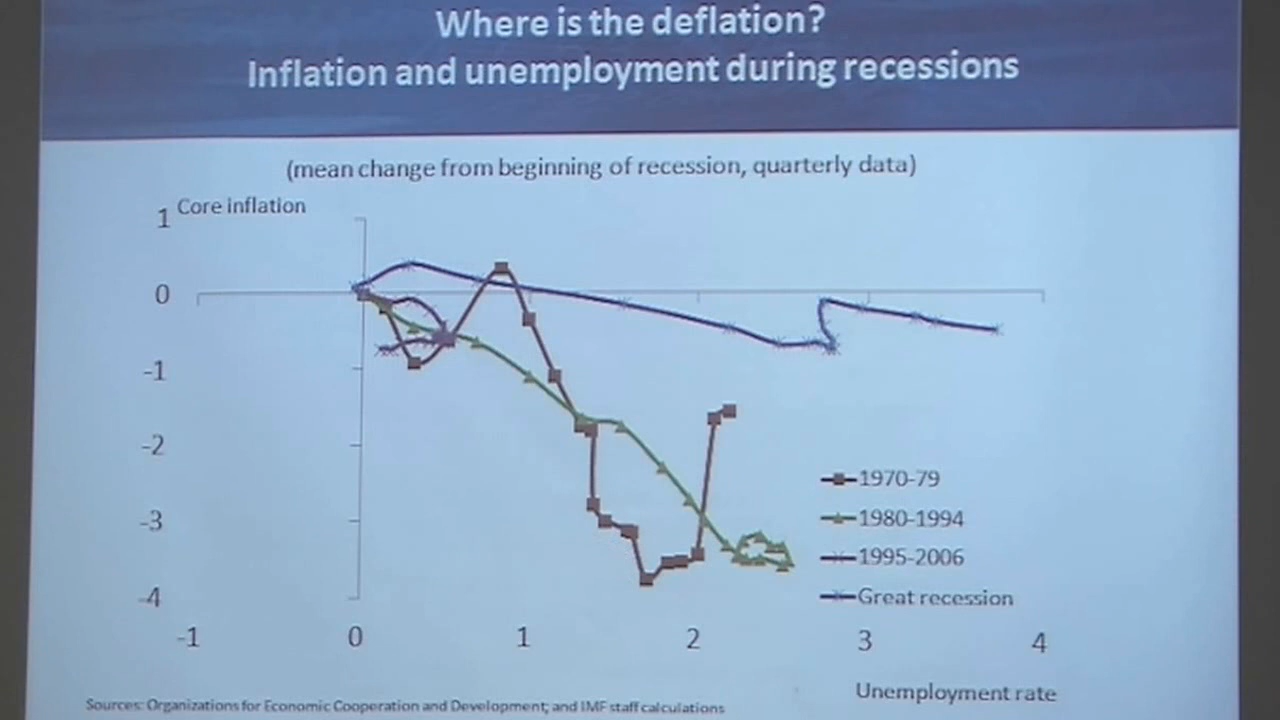 Where is the deflation?
Inflation and unemployment during recessions
(mean change from beginning of recession, quarterly data)
Core inflation
1
0
-1
-2
-3
-4
-1 0 1 2 3 4
Unemployment rate
1970-79
1980-1994
1995-2006
Great recession
Sources: Organizations for Economic Cooperation and Development; and IMF staff calculations